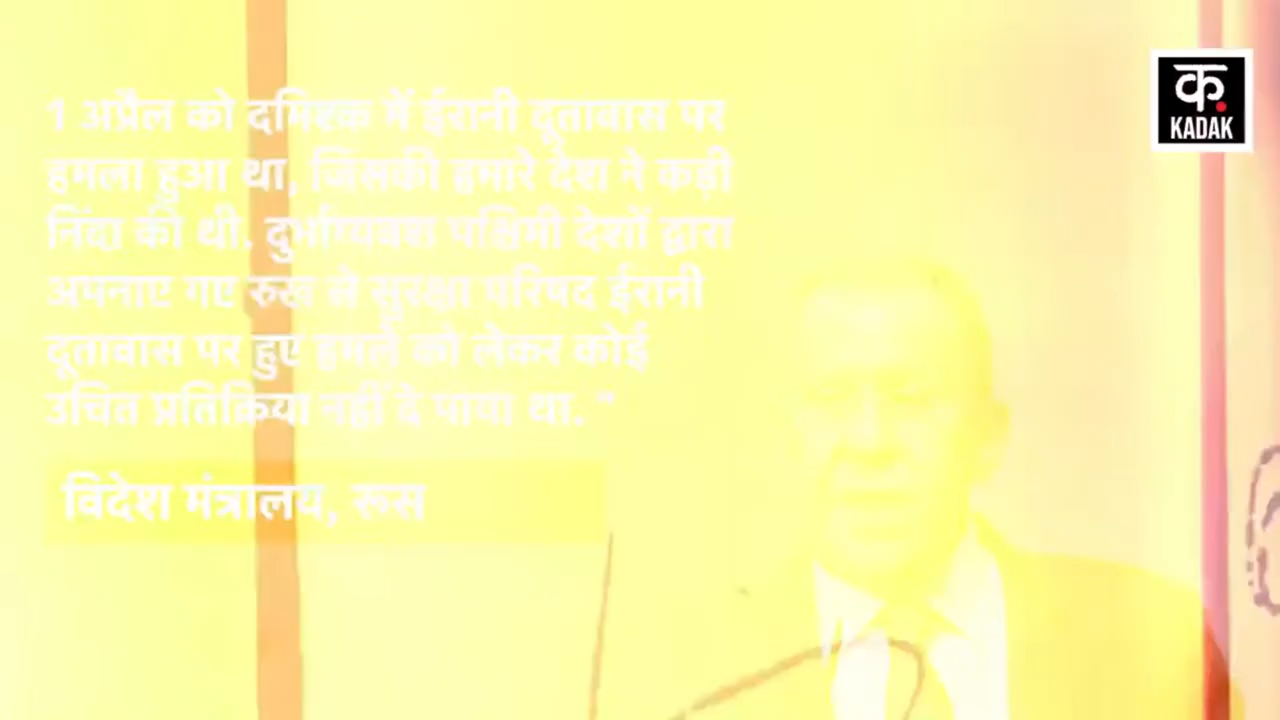 1 अप्रैल को दमिश्क में ईरानी दूतावास पर
हमला हुआ था, जिसकी हमारे देश ने कड़ी
निंदा की थी. दुर्भाग्यवश पश्चिमी देशों द्वारा
अपनाए गए रुख से सुरक्षा परिषद ईरानी
दूतावास पर हुए हमले को लेकर कोई
उचित प्रतिक्रिया नहीं दे पाया था. "
विदेश मंत्रालय, रूस
क.
KADAK